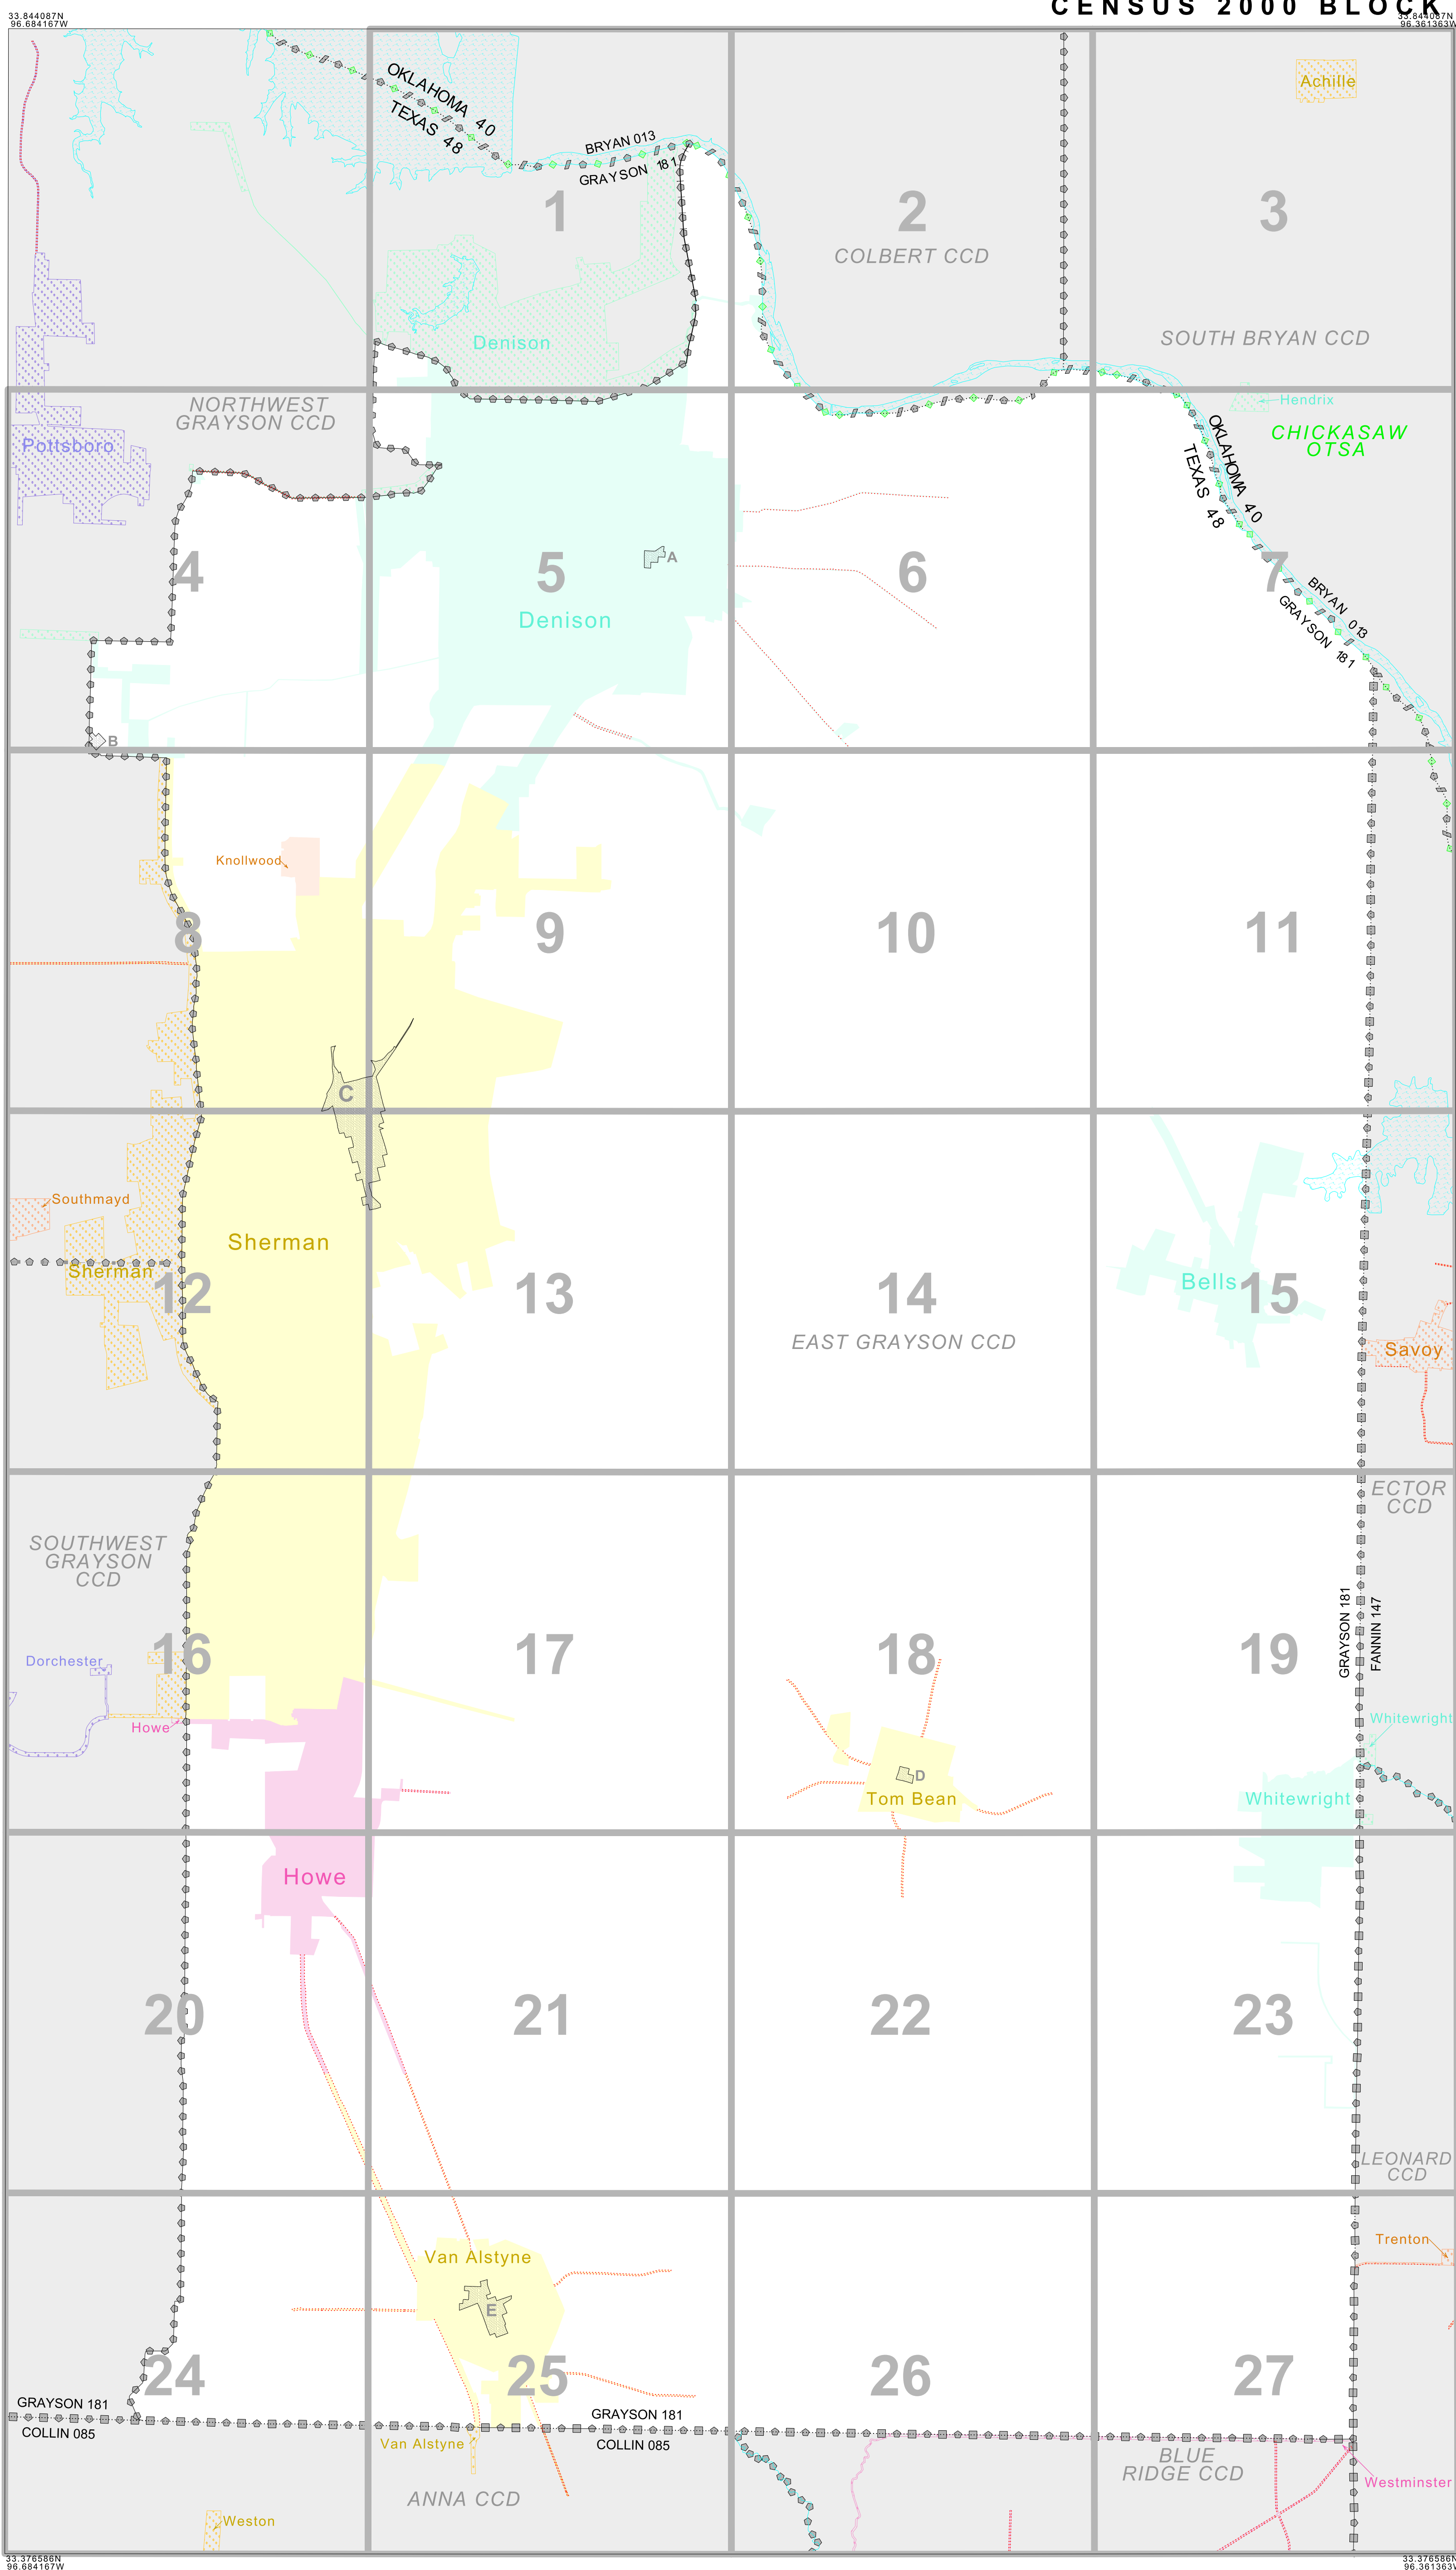 CENSUS 2000 BLOCK
33.844087N
96.684167W
33.844087N
96.361363W
OKLAHOMA 40
TEXAS 48
BRYAN 013
GRAYSON 181
Achille
1
2
3
COLBERT CCD
SOUTH BRYAN CCD
Denison
NORTHWEST
GRAYSON CCD
Pottsboro
Hendrix
CHICKASAW
OTSA
OKLAHOMA 40
TEXAS 48
A
4
5
6
7
Denison
BRYAN 013
GRAYSON 181
B
Knollwood
8
9
10
11
C
Southmayd
Sherman
Sherman
12
13
14
15
Bells
EAST GRAYSON CCD
Savoy
ECTOR
CCD
SOUTHWEST
GRAYSON
CCD
GRAYSON 181
FANNIN 147
Dorchester
16
17
18
19
Howe
Whitewright
D
Tom Bean
Whitewright
Howe
20
21
22
23
LEONARD
CCD
Van Alstyne
Trenton
E
24
25
26
27
GRAYSON 181
COLLIN 085
GRAYSON 181
COLLIN 085
Van Alstyne
BLUE
RIDGE CCD
Westminster
ANNA CCD
Weston
33.376586N
96.684167W
33.376586N
96.361363W